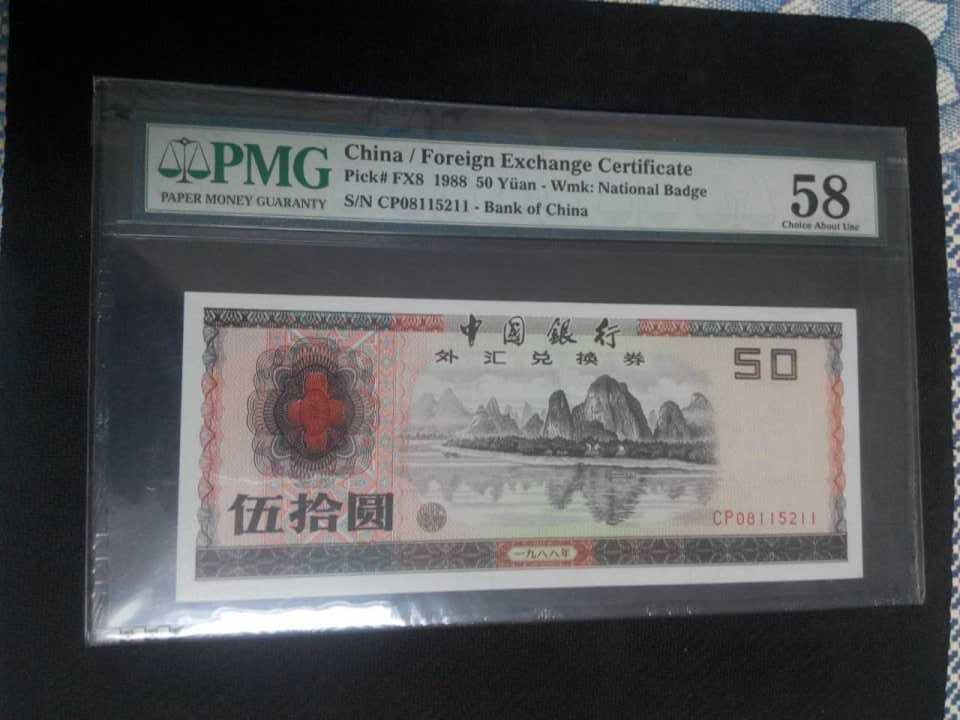 PMG
PAPER MONEY GUARANTY
China / Foreign Exchange Certificate
Pick# FX8 1988 50 Yüan - Wmk: National Badge
S/N CP08115211 - Bank of China
58
Choice About Unc
中国銀行
外汇兑换券
50
伍拾圆
CP08115211
一九八八年